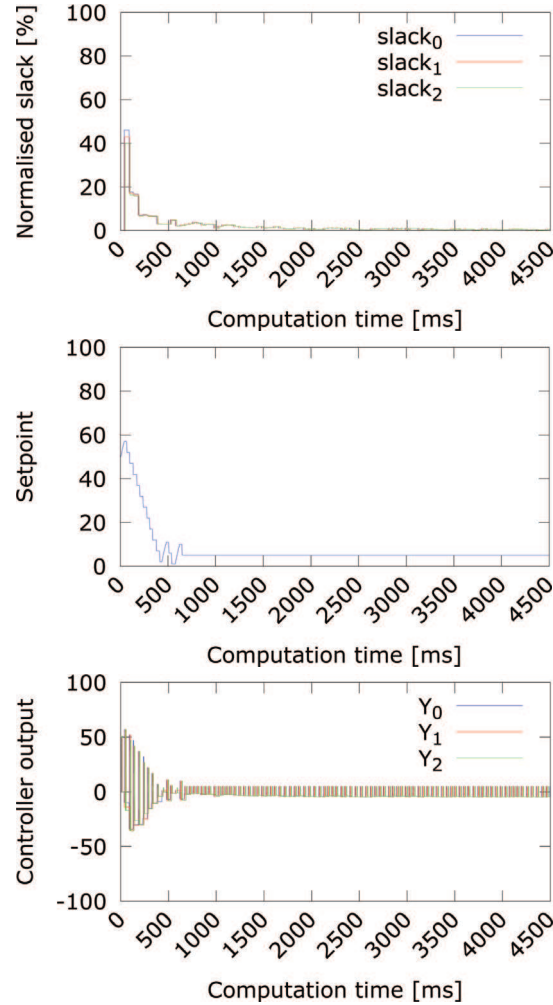 Normalised slack [%]
100
80
60
40
20
0
slack0
slack1
slack2
0 500 1000 1500 2000 2500 3000 3500 4000 4500
Computation time [ms]
Setpoint
100
80
60
40
20
0
0 500 1000 1500 2000 2500 3000 3500 4000 4500
Computation time [ms]
Controller output
100
50
0
-50
-100
Y0
Y1
Y2
0 500 1000 1500 2000 2500 3000 3500 4000 4500
Computation time [ms]